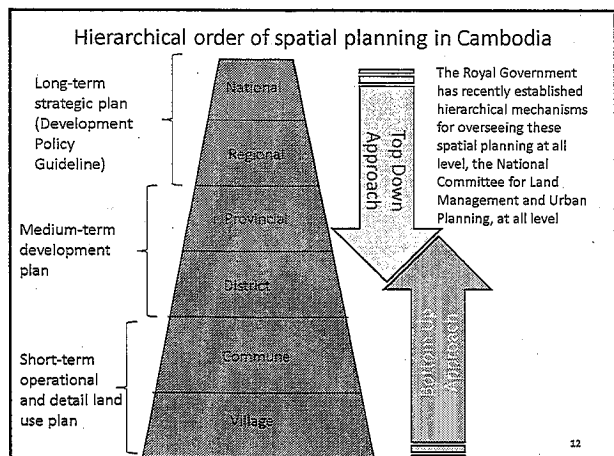 Hierarchical order of spatial planning in Cambodia
Long-term
strategic plan
(Development
Policy
Guideline)
Medium-term
development
plan
Short-term
operational
and detail land
use plan
National
Regional
Provincial
District
Commune
Village
Top Down
Approach
Bottom Up
Approach
The Royal Government
has recently established
hierarchical mechanisms
for overseeing these
spatial planning at all
level, the National
Committee for Land
Management and Urban
Planning, at all level
12